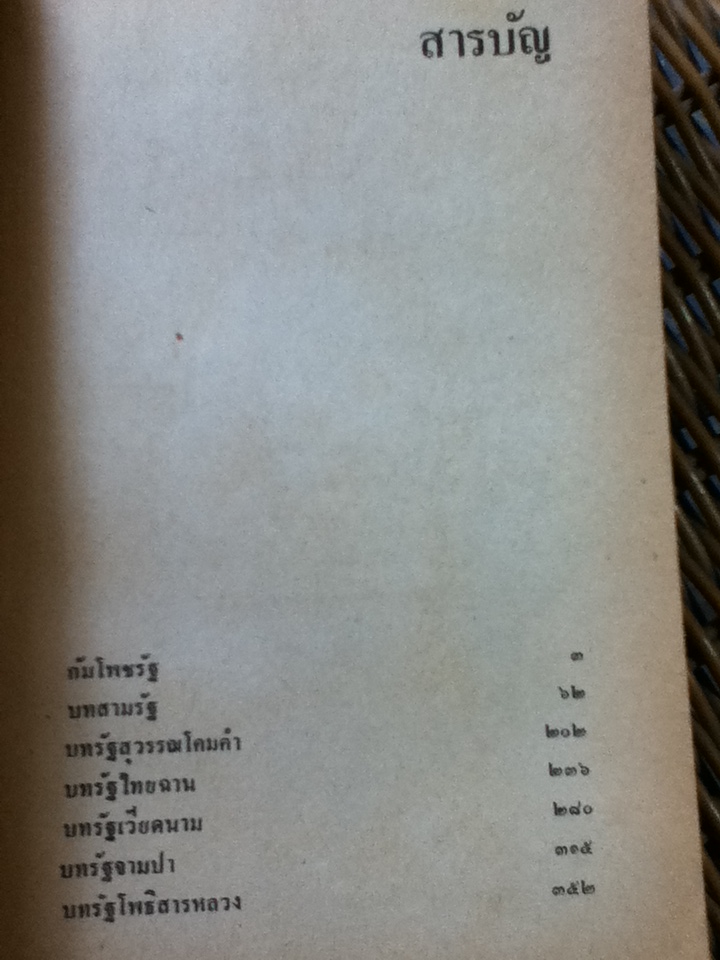 สารบัญ
กัมโพชรัฐ ๓
บทสามรัฐ ๖๒
บทรัฐสุวรรณโคมคำ ๒๐๒
บทรัฐไทยฉาน ๒๓๖
บทรัฐเวียดนาม ๒๘๐
บทรัฐจามปา ๓๑๕
บทรัฐโพธิสารหลวง ๓๕๒